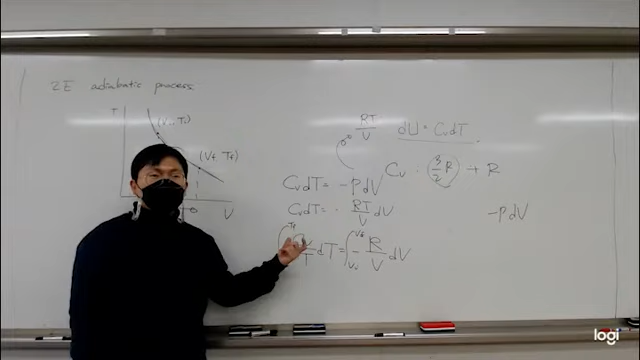 2E adiabatic process
T
(Vi, Ti)
(Vf, Tf)
V
RT/V
dU = CvdT
Cv = (3/2 R) + R
CvdT = -PdV
CvdT = - RT/V dV
-PdV
dT = ∫ - R/V dV
logi